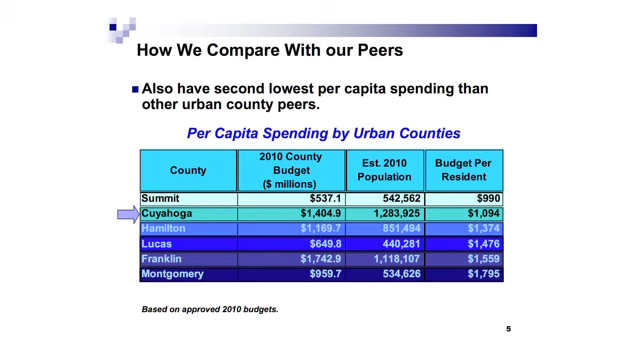 How We Compare With our Peers
Also have second lowest per capita spending than
other urban county peers.
Per Capita Spending by Urban Counties
County 2010 County Budget ($ millions) Est. 2010 Population Budget Per Resident
Summit $537.1 542,562 $990
Cuyahoga $1,404.9 1,283,925 $1,094
Hamilton $1,169.7 851,494 $1,374
Lucas $649.8 440,281 $1,476
Franklin $1,742.9 1,118,107 $1,559
Montgomery $959.7 534,626 $1,795
Based on approved 2010 budgets.
5